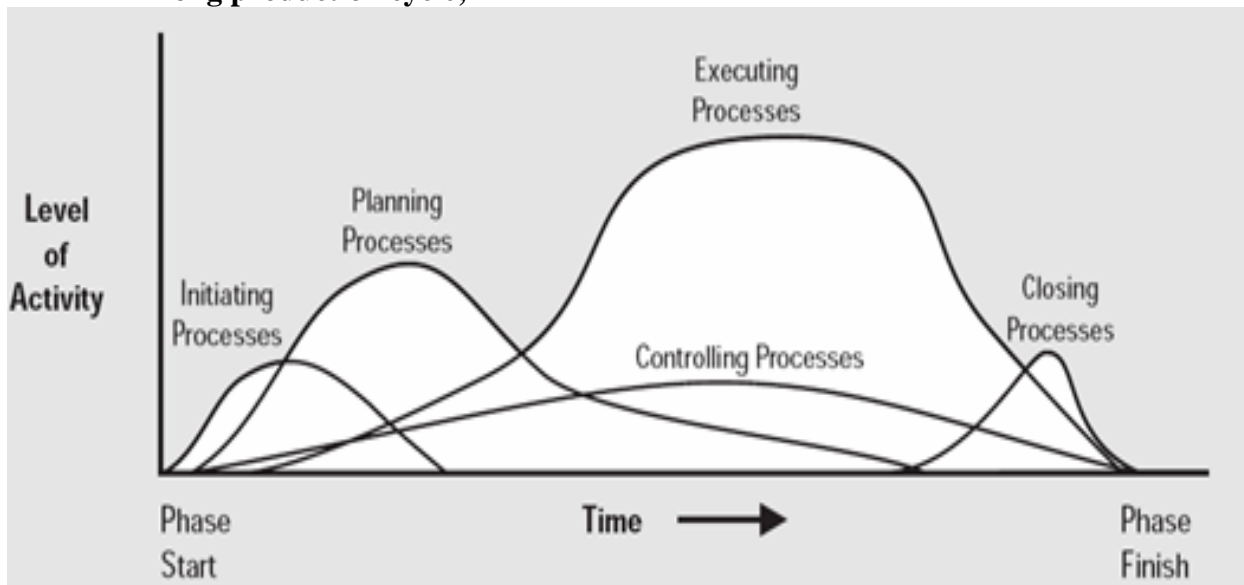 Executing
Processes
Planning
Processes
Level
of
Activity
Initiating
Processes
Closing
Processes
Controlling Processes
Phase
Start
Time
Phase
Finish